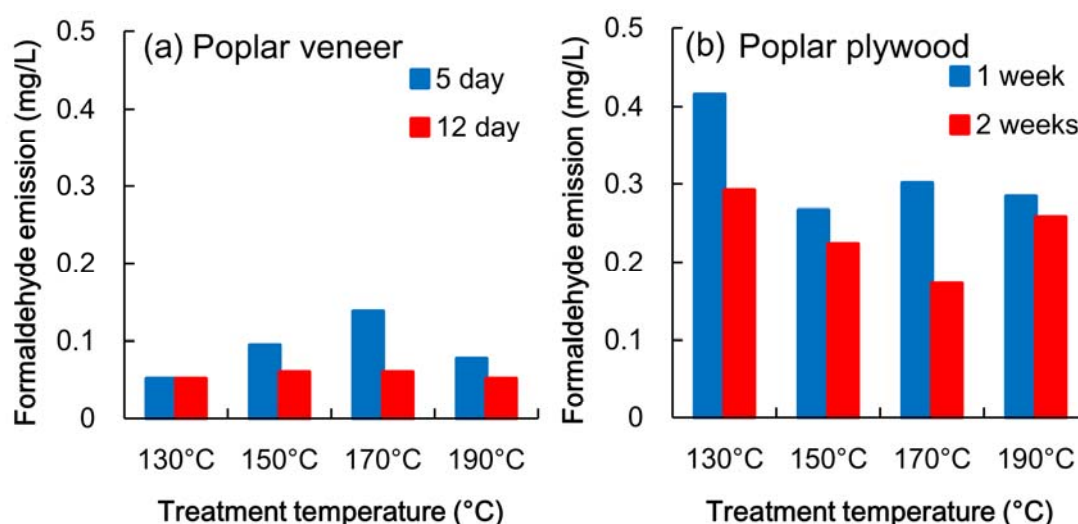 Formaldehyde emission (mg/L)
0.5
0.4
0.3
0.2
0.1
0
(a) Poplar veneer
5 day
12 day
130°C 150°C 170°C 190°C
Treatment temperature (°C)
Formaldehyde emission (mg/L)
0.5
0.4
0.3
0.2
0.1
0
(b) Poplar plywood
1 week
2 weeks
130°C 150°C 170°C 190°C
Treatment temperature (°C)